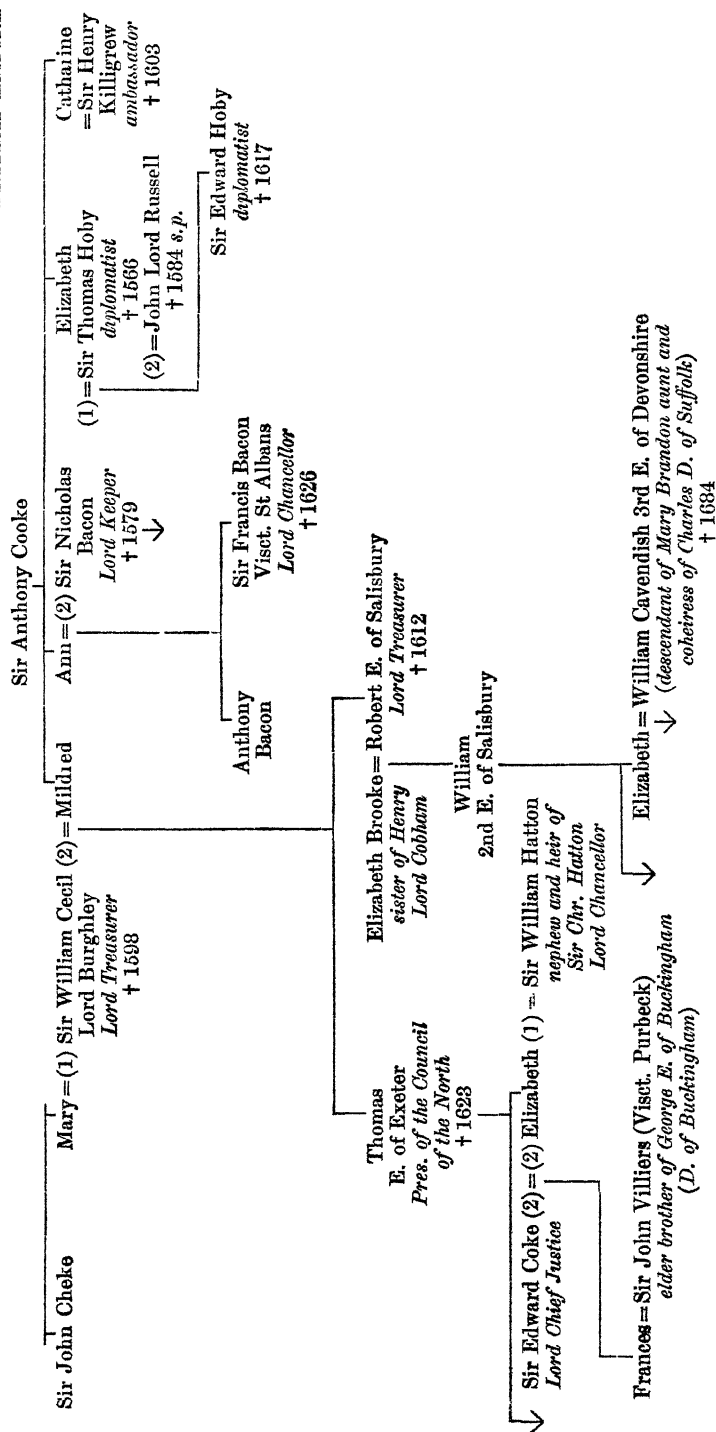 Sir Anthony Cooke
Sir John Cheke
Mary=(1) Sir William Cecil (2)=Mildred
Lord Burghley
Lord Treasurer
† 1598
Ann=(2) Sir Nicholas
Bacon
Lord Keeper
† 1579
Elizabeth
(1)=Sir Thomas Hoby
diplomatist
† 1566
(2)=John Lord Russell
† 1584 s.p.
Catharine
=Sir Henry
Killigrew
ambassador
† 1603
Anthony
Bacon
Sir Francis Bacon
Visct. St Albans
Lord Chancellor
† 1626
Sir Edward Hoby
diplomatist
† 1617
Thomas
E. of Exeter
Pres. of the Council
of the North
† 1623
Elizabeth Brooke=Robert E. of Salisbury
sister of Henry
Lord Cobham
Lord Treasurer
† 1612
William
2nd E. of Salisbury
Sir Edward Coke (2)=(2) Elizabeth (1)=Sir William Hatton
Lord Chief Justice
nephew and heir of
Sir Chr. Hatton
Lord Chancellor
Frances=Sir John Villiers (Visct. Purbeck)
elder brother of George E. of Buckingham
(D. of Buckingham)
Elizabeth=William Cavendish 3rd E. of Devonshire
(descendant of Mary Brandon aunt and
coheiress of Charles D. of Suffolk)
† 1684